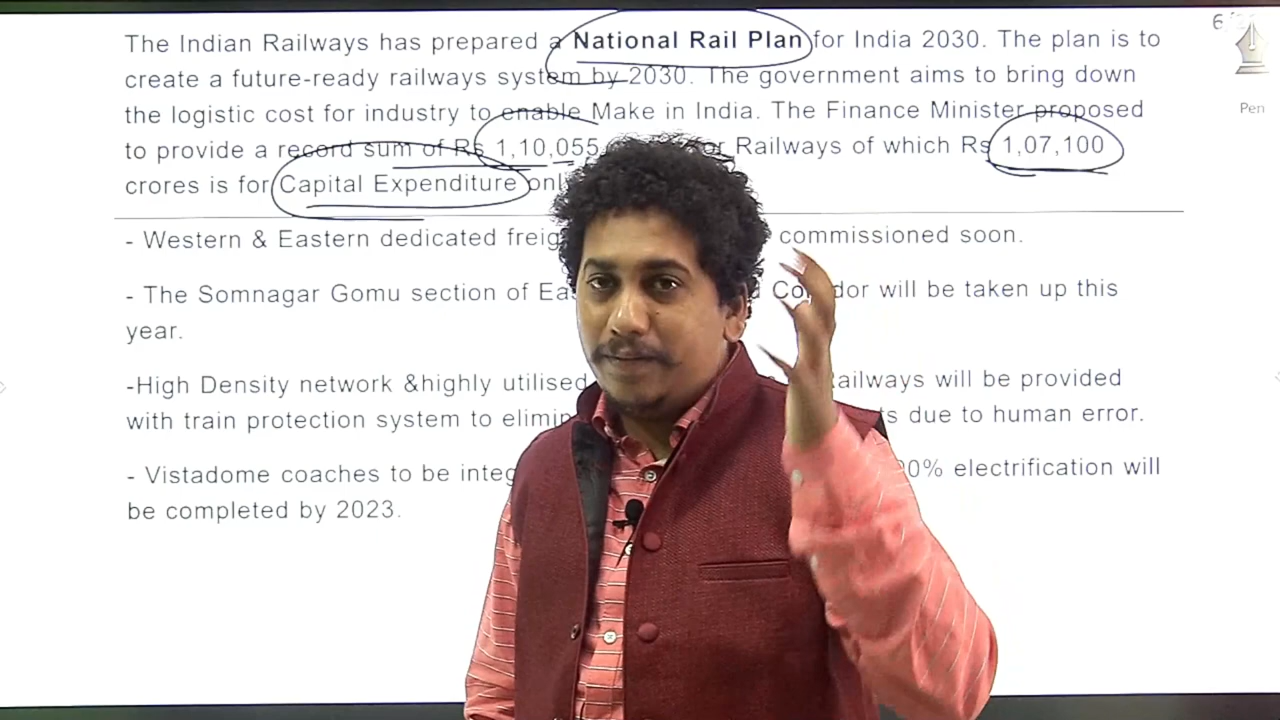 The Indian Railways has prepared a National Rail Plan for India 2030. The plan is to
create a future-ready railways system by 2030. The government aims to bring down
the logistic cost for industry to enable Make in India. The Finance Minister proposed
to provide a record sum of Rs 1,10,055 Railways of which Rs 1,07,100
crores is for Capital Expenditure
- Western & Eastern dedicated commissioned soon.
- The Somnagar Gomu section of will be taken up this
year.
-High Density network &highly utilised Railways will be provided
with train protection system to due to human error.
- Vistadome coaches to be electrification will
be completed by 2023.
Pen